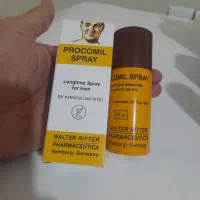 PROCOMIL
SPRAY
Longtime Spray
for men
for external use only!
WALTER RITTER
PHARMACEUTICA
Hamburg - Germany
PROCOMIL SPRAY
WALTER RITTER
PHARMACEUTICA
Hamburg - Germany